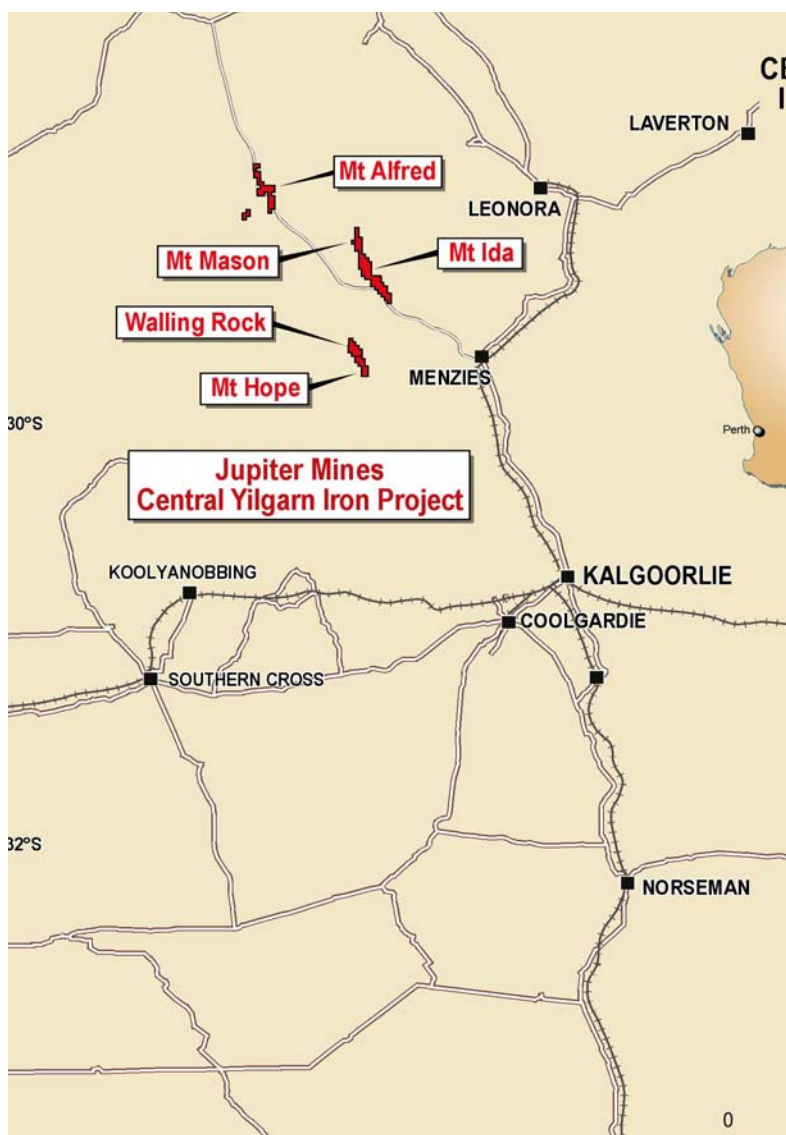 CE
I
LAVERTON
Mt Alfred
LEONORA
Mt Mason
Mt Ida
Walling Rock
MENZIES
Mt Hope
30°S
Perth
Jupiter Mines
Central Yilgarn Iron Project
KOOLYANOBBING
KALGOORLIE
COOLGARDIE
SOUTHERN CROSS
32°S
NORSEMAN
0